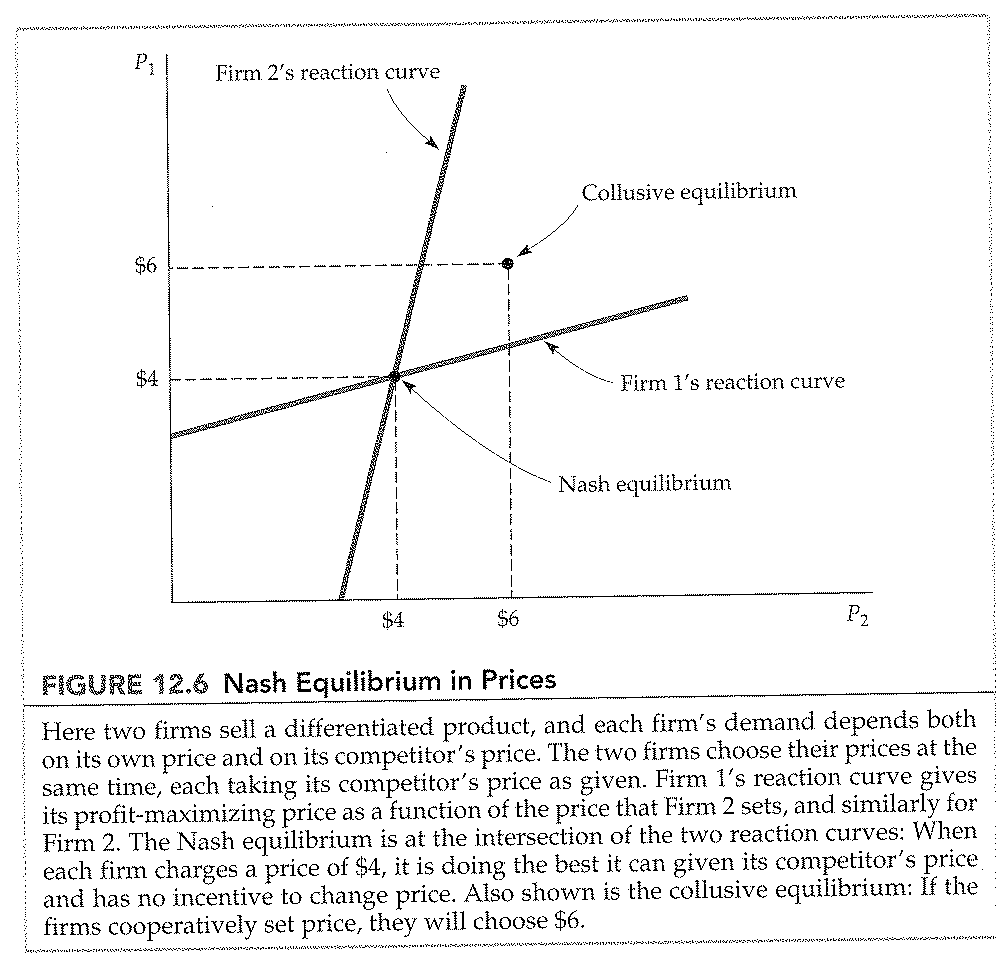 P1
Firm 2's reaction curve
Collusive equilibrium
$6
$4
Firm 1's reaction curve
Nash equilibrium
$4
$6
P2
FIGURE 12.6 Nash Equilibrium in Prices
Here two firms sell a differentiated product, and each firm's demand depends both
on its own price and on its competitor's price. The two firms choose their prices at the
same time, each taking its competitor's price as given. Firm 1's reaction curve gives
its profit-maximizing price as a function of the price that Firm 2 sets, and similarly for
Firm 2. The Nash equilibrium is at the intersection of the two reaction curves: When
each firm charges a price of $4, it is doing the best it can given its competitor's price
and has no incentive to change price. Also shown is the collusive equilibrium: If the
firms cooperatively set price, they will choose $6.